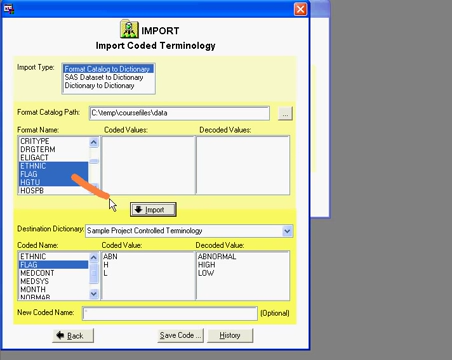 IMPORT
Import Coded Terminology
Import Type:
Format Catalog to Dictionary
SAS Dataset to Dictionary
Dictionary to Dictionary
Format Catalog Path: C:\temp\coursefiles\data ...
Format Name: Coded Values: Decoded Values:
CRITYPE
DRGTERM
ELIGACT
ETHNIC
FLAG
HGTU
HOSPB
Import
Destination Dictionary: Sample Project Controlled Terminology
Coded Name: Coded Value: Decoded Value:
ETHNIC ABN ABNORMAL
FLAG H HIGH
MEDCONT L LOW
MEDSYS
MONTH
NORMAB
New Coded Name: (Optional)
Back Save Code ... History